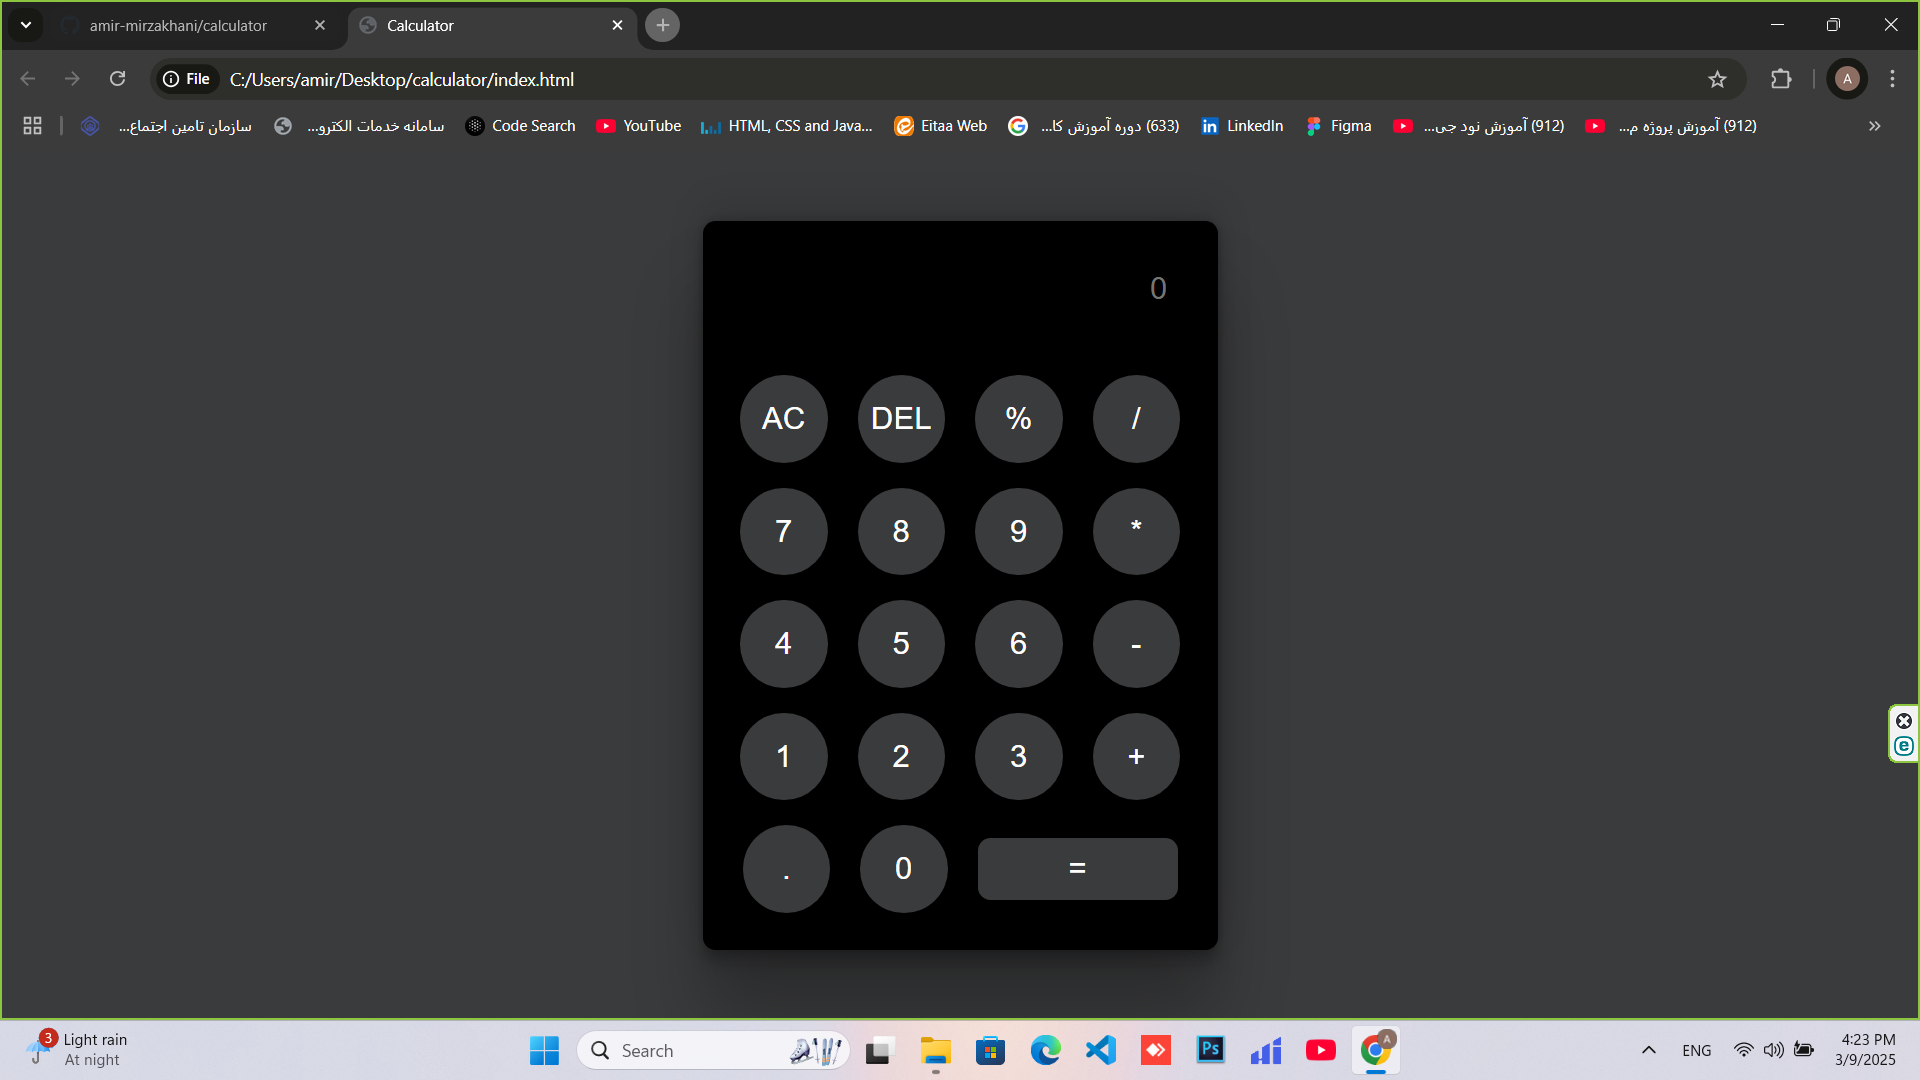 amir-mirzakhani/calculator
Calculator
File C:/Users/amir/Desktop/calculator/index.html
A
سازمان تامین اجتماع...
سامانه خدمات الکترو...
Code Search
YouTube
HTML, CSS and Java...
Eitaa Web
(633) دوره آموزش کا...
LinkedIn
Figma
(912) آموزش نود جی...
(912) آموزش پروژه م...
0
AC DEL % /
7 8 9 *
4 5 6 -
1 2 3 +
. 0 =
3
Light rain
At night
Search
Ps
A
ENG
4:23 PM
3/9/2025